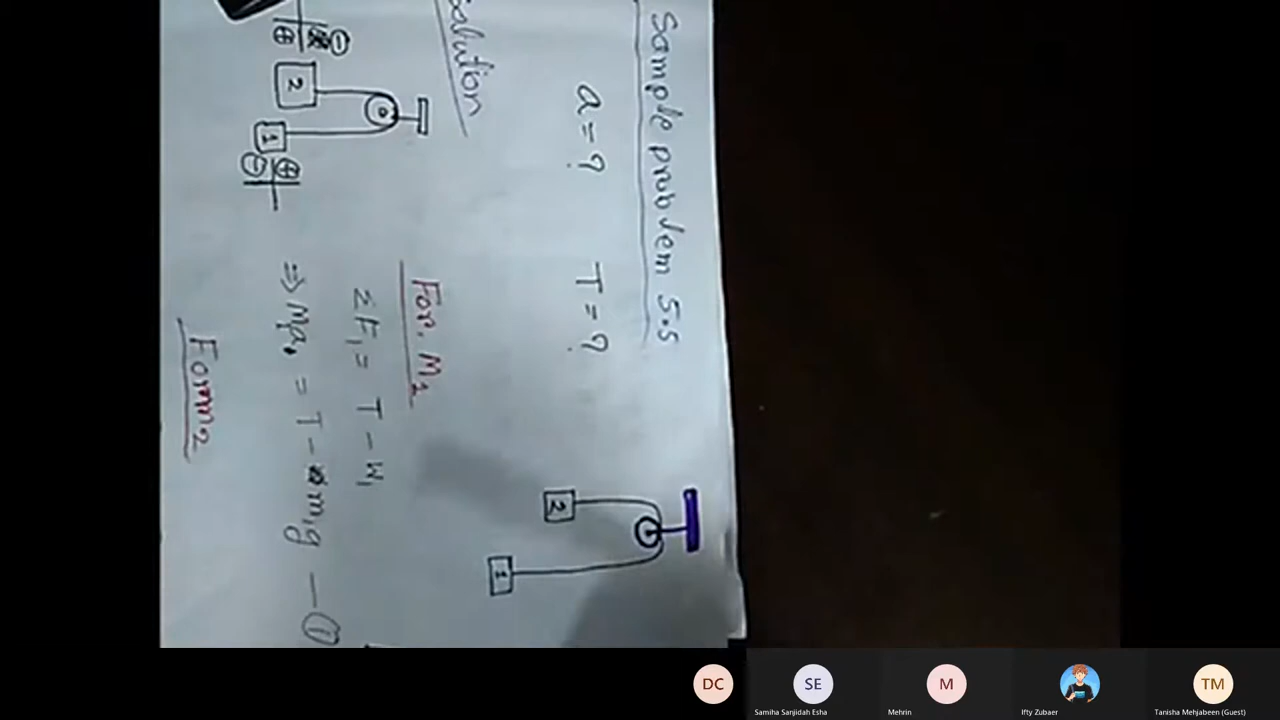 Sample problem 5.5
a = ?    T = ?
2
1
Solution
2
1
⊕ ⊖
⊕ ⊖
For, M₁
ΣF₁ = T - W₁
⇒ M₁a₁ = T - m₁g — ①
For m₂
DC
SE
M
TM
Samiha Sanjidah Esha
Mehrin
Ifty Zubaer
Tanisha Mehjabeen (Guest)